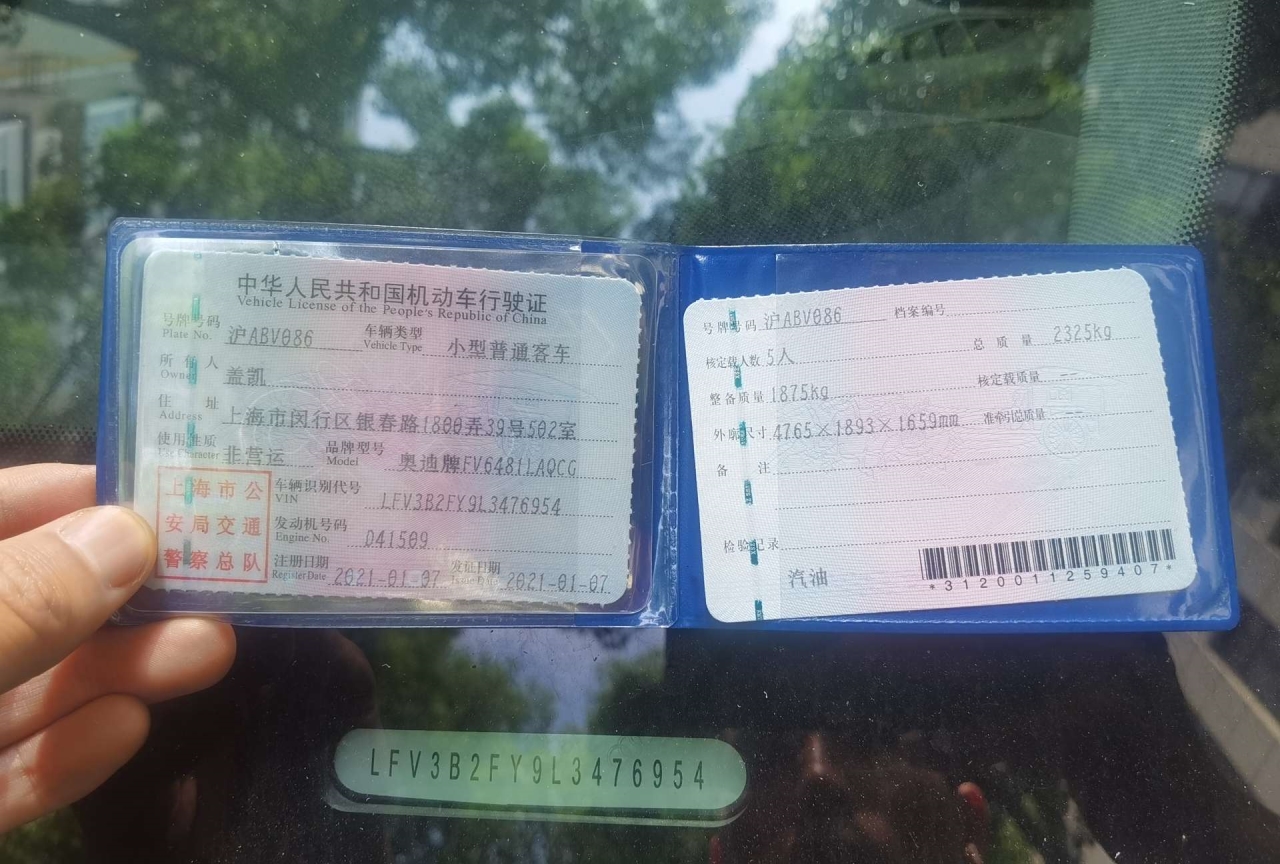 中华人民共和国机动车行驶证
Vehicle License of the People's Republic of China
号牌号码 沪ABV086 车辆类型 小型普通客车
Plate No. Vehicle Type
所有人 盖凯
Owner
住址 上海市闵行区银春路1800弄39号502室
Address
使用性质 非营运 品牌型号 奥迪牌FV6481LAQCG
Use Character Model
上海市公
安局交通
警察总队
车辆识别代号 LFV3B2FY9L3476954
VIN
发动机号码 D41509
Engine No.
注册日期 2021-01-07 发证日期 2021-01-07
Register Date Issue Date
号牌号码 沪ABV086 档案编号
核定载人数 5人 总质量 2325kg
整备质量 1875kg 核定载质量 --
外廓尺寸 4765×1893×1659mm 准牵引总质量 --
备注
检验记录
汽油
*3120011259407*
LFV3B2FY9L3476954